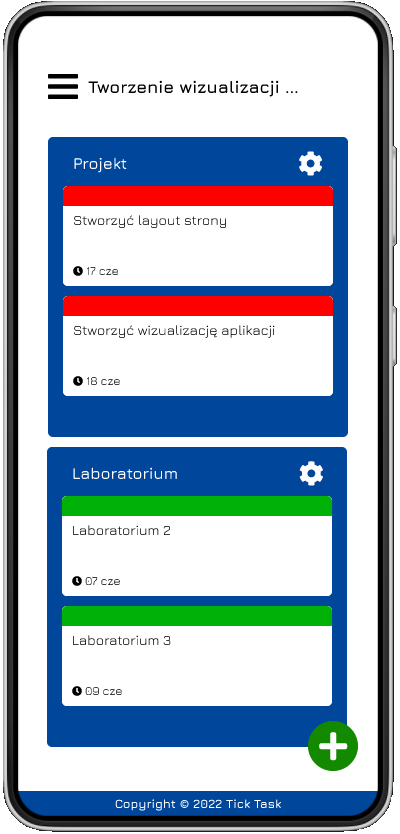 Tworzenie wizualizacji ...
Projekt
Stworzyć layout strony
17 cze
Stworzyć wizualizację aplikacji
18 cze
Laboratorium
Laboratorium 2
07 cze
Laboratorium 3
09 cze
Copyright © 2022 Tick Task